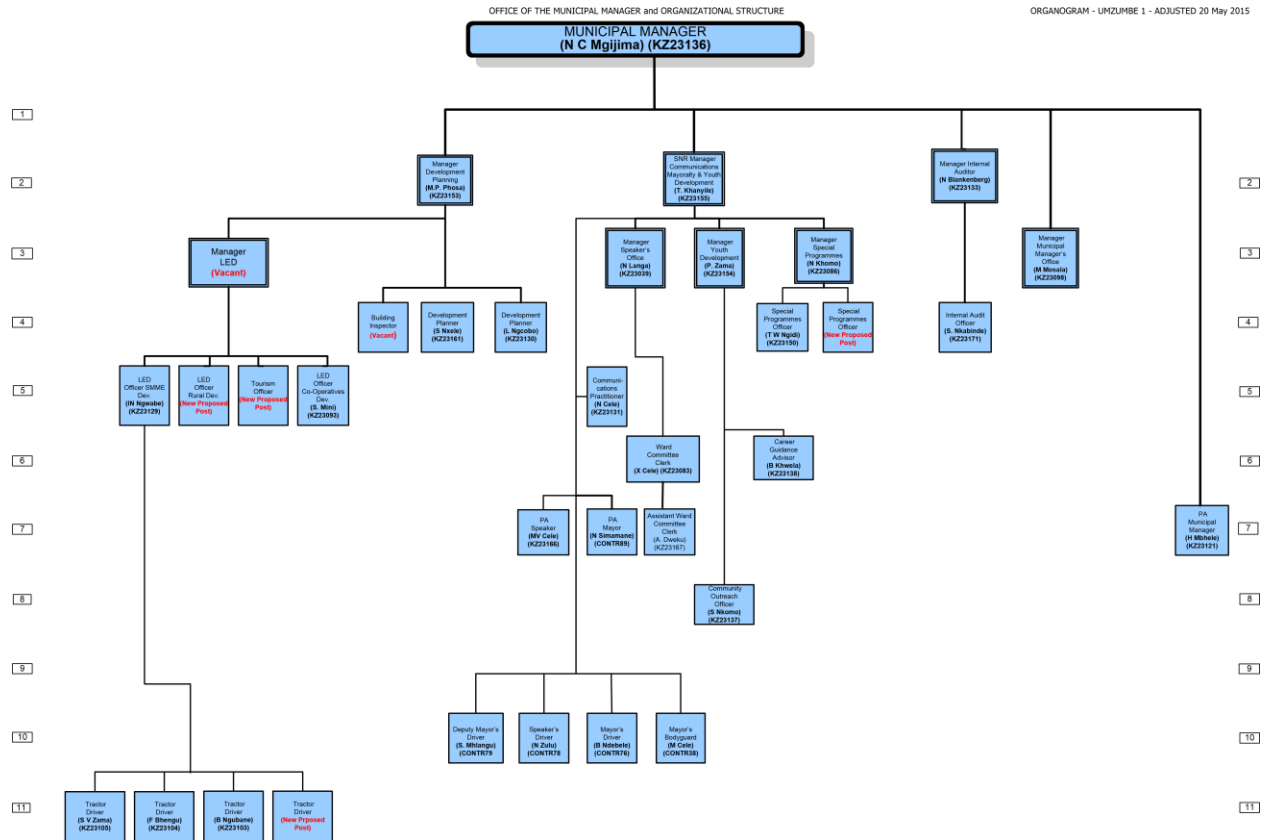 OFFICE OF THE MUNICIPAL MANAGER and ORGANIZATIONAL STRUCTURE
ORGANOGRAM - UMZUMBE 1 - ADJUSTED 20 May 2015
MUNICIPAL MANAGER
(N C Mgijima) (KZ23136)
1
2
Manager
Development
Planning
(M.P. Phosa)
(KZ23153)
SNR Manager
Communications
Mayoralty & Youth
Development
(T. Khanyile)
(KZ23155)
Manager Internal
Auditor
(N Blankenberg)
(KZ23133)
2
3
Manager
LED
(Vacant)
Manager
Speaker's
Office
(N Langa)
(KZ23039)
Manager
Youth
Development
(P. Zama)
(KZ23154)
Manager
Special
Programmes
(N Khomo)
(KZ23086)
Manager
Municipal
Manager's
Office
(M Mosala)
(KZ23098)
3
4
Building
Inspector
(Vacant)
Development
Planner
(S Nxele)
(KZ23161)
Development
Planner
(L Ngcobo)
(KZ23130)
Special
Programmes
Officer
(T W Ngidi)
(KZ23150)
Special
Programmes
Officer
(New Proposed
Post)
Internal Audit
Officer
(S. Nkabinde)
(KZ23171)
4
5
LED
Officer SMME
Dev.
(IN Ngwabe)
(KZ23129)
LED
Officer
Rural Dev.
(New Proposed
Post)
Tourism
Officer
(New Proposed
Post)
LED
Officer
Co-Operatives
Dev.
(S. Mini)
(KZ23093)
Communi-
cations
Practitioner
(N Cele)
(KZ23131)
5
6
Ward
Committee
Clerk
(X Cele) (KZ23083)
Career
Guidance
Advisor
(B Khwela)
(KZ23138)
6
7
PA
Speaker
(MV Cele)
(KZ23166)
PA
Mayor
(N Simamane)
(CONTR89)
Assistant Ward
Committee
Clerk
(A. Dweku)
(KZ23167)
PA
Municipal
Manager
(H Mbhele)
(KZ23121)
7
8
Community
Outreach
Officer
(S Nkomo)
(KZ23137)
8
9
9
10
Deputy Mayor's
Driver
(S. Mhlangu)
(CONTR79
Speaker's
Driver
(N Zulu)
(CONTR78
Mayor's
Driver
(B Ndebele)
(CONTR76)
Mayor's
Bodyguard
(M Cele)
(CONTR38)
10
11
Tractor
Driver
(S V Zama)
(KZ23105)
Tractor
Driver
(F Bhengu)
(KZ23104)
Tractor
Driver
(B Ngubane)
(KZ23103)
Tractor
Driver
(New Prposed
Post)
11